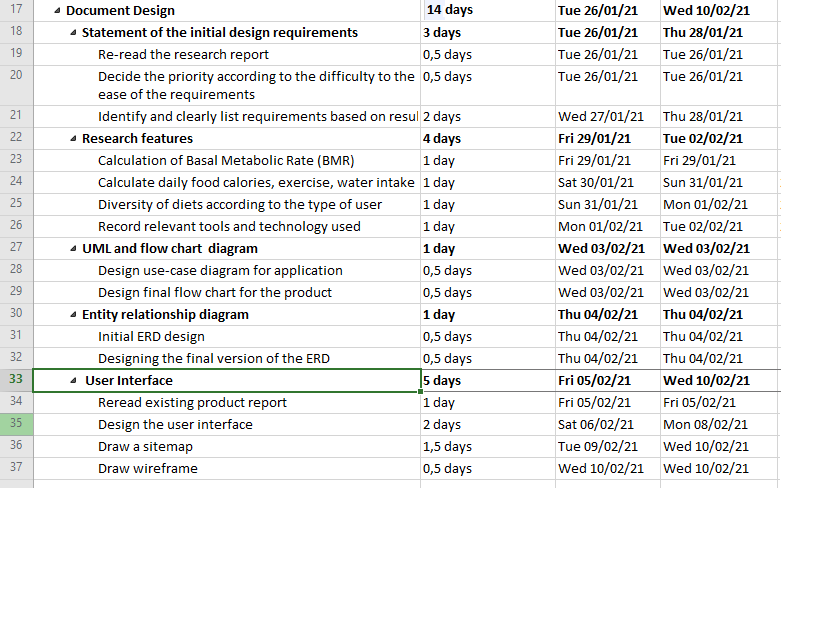 17 Document Design 14 days Tue 26/01/21 Wed 10/02/21
18 Statement of the initial design requirements 3 days Tue 26/01/21 Thu 28/01/21
19 Re-read the research report 0,5 days Tue 26/01/21 Tue 26/01/21
20 Decide the priority according to the difficulty to the 0,5 days Tue 26/01/21 Tue 26/01/21
ease of the requirements
21 Identify and clearly list requirements based on resul 2 days Wed 27/01/21 Thu 28/01/21
22 Research features 4 days Fri 29/01/21 Tue 02/02/21
23 Calculation of Basal Metabolic Rate (BMR) 1 day Fri 29/01/21 Fri 29/01/21
24 Calculate daily food calories, exercise, water intake 1 day Sat 30/01/21 Sun 31/01/21
25 Diversity of diets according to the type of user 1 day Sun 31/01/21 Mon 01/02/21
26 Record relevant tools and technology used 1 day Mon 01/02/21 Tue 02/02/21
27 UML and flow chart diagram 1 day Wed 03/02/21 Wed 03/02/21
28 Design use-case diagram for application 0,5 days Wed 03/02/21 Wed 03/02/21
29 Design final flow chart for the product 0,5 days Wed 03/02/21 Wed 03/02/21
30 Entity relationship diagram 1 day Thu 04/02/21 Thu 04/02/21
31 Initial ERD design 0,5 days Thu 04/02/21 Thu 04/02/21
32 Designing the final version of the ERD 0,5 days Thu 04/02/21 Thu 04/02/21
33 User Interface 5 days Fri 05/02/21 Wed 10/02/21
34 Reread existing product report 1 day Fri 05/02/21 Fri 05/02/21
35 Design the user interface 2 days Sat 06/02/21 Mon 08/02/21
36 Draw a sitemap 1,5 days Tue 09/02/21 Wed 10/02/21
37 Draw wireframe 0,5 days Wed 10/02/21 Wed 10/02/21